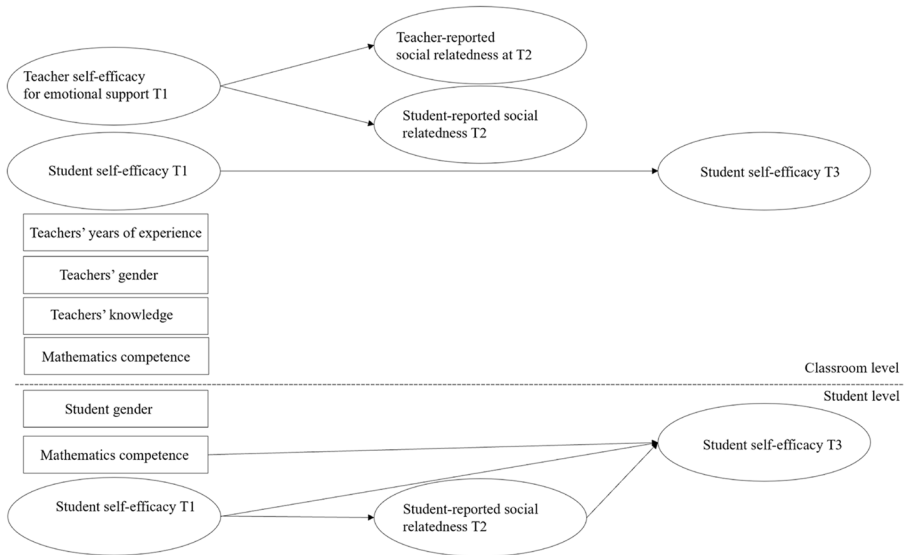 Teacher-reported
social relatedness at T2
Teacher self-efficacy
for emotional support T1
Student-reported social
relatedness T2
Student self-efficacy T1
Student self-efficacy T3
Teachers' years of experience
Teachers' gender
Teachers' knowledge
Mathematics competence
Classroom level
Student level
Student gender
Mathematics competence
Student self-efficacy T3
Student self-efficacy T1
Student-reported social
relatedness T2